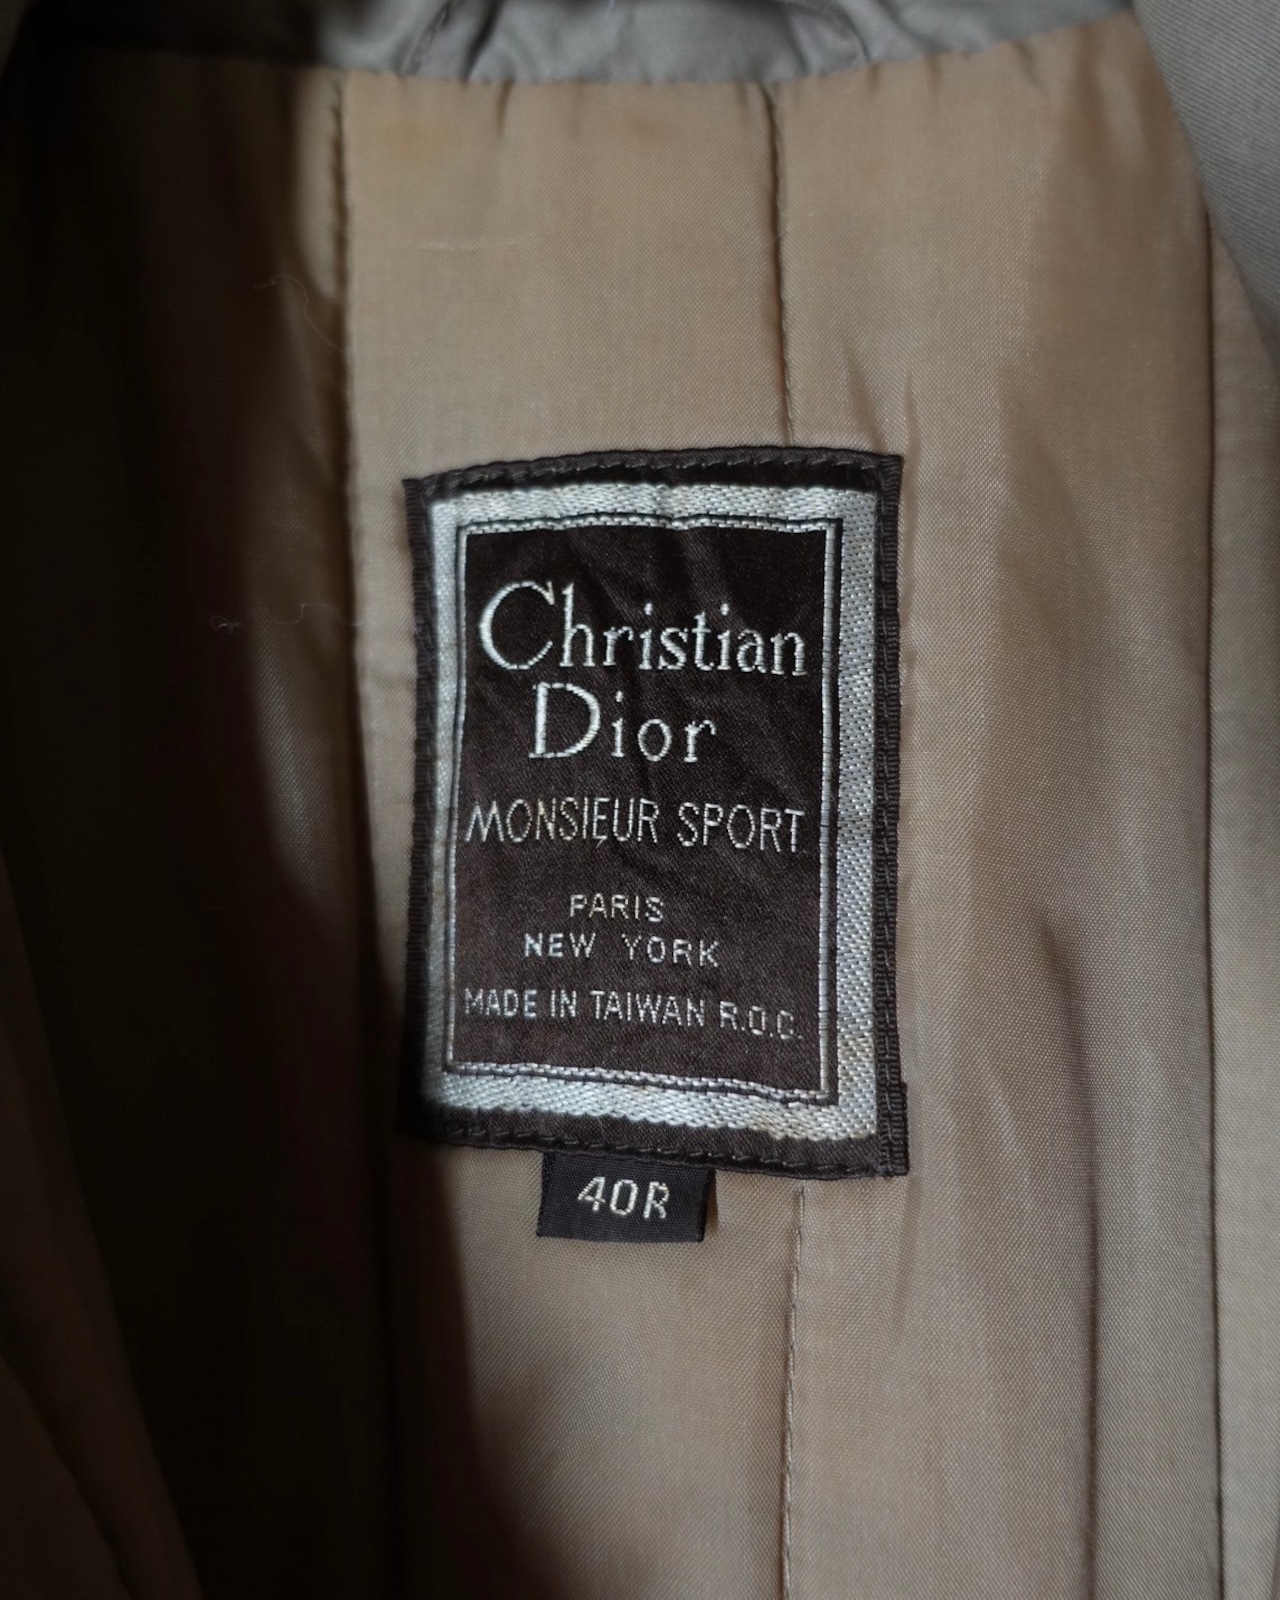 Christian
Dior
MONSIEUR SPORT
PARIS
NEW YORK
MADE IN TAIWAN R.O.C.
40R